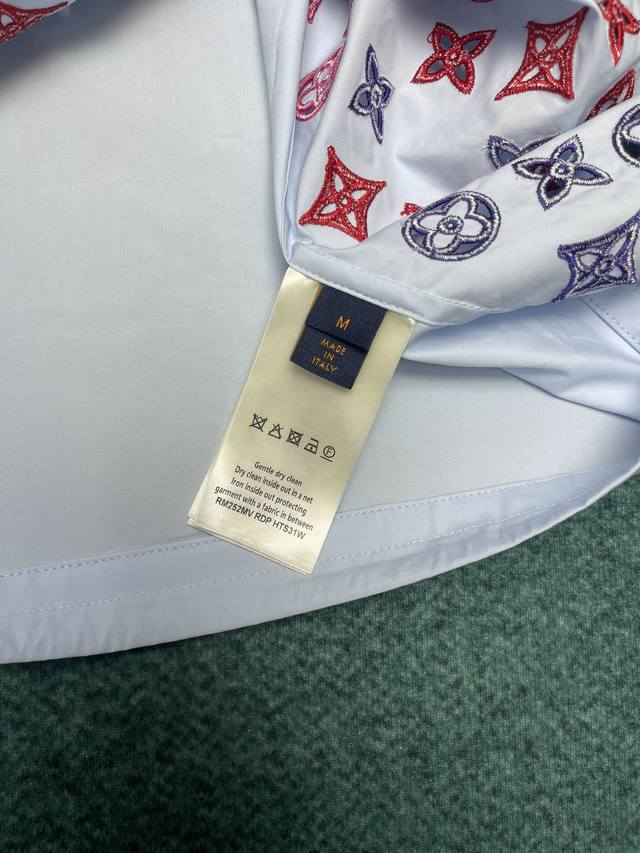 M
MADE
IN
ITALY
Gentle dry clean
Dry clean inside out in a net
Iron inside out protecting
garment with a fabric in between
RM252MV RDP HTS31W